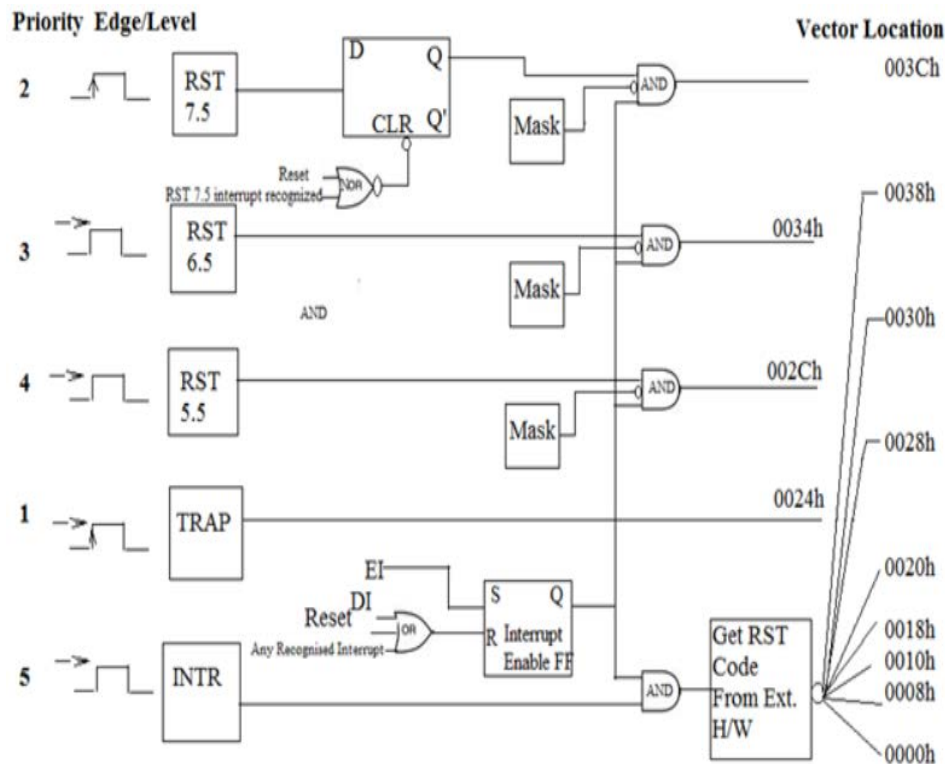 Priority Edge/Level
Vector Location
2
RST
7.5
D
Q
CLR
Q'
AND
Mask
003Ch
Reset
RST 7.5 interrupt recognized
NOR
0038h
3
RST
6.5
AND
Mask
0034h
AND
0030h
4
RST
5.5
AND
Mask
002Ch
0028h
1
TRAP
0024h
EI
DI
Reset
Any Recognised Interrupt
OR
S
Q
R
Interrupt
Enable FF
0020h
0018h
0010h
0008h
0000h
5
INTR
AND
Get RST
Code
From Ext.
H/W